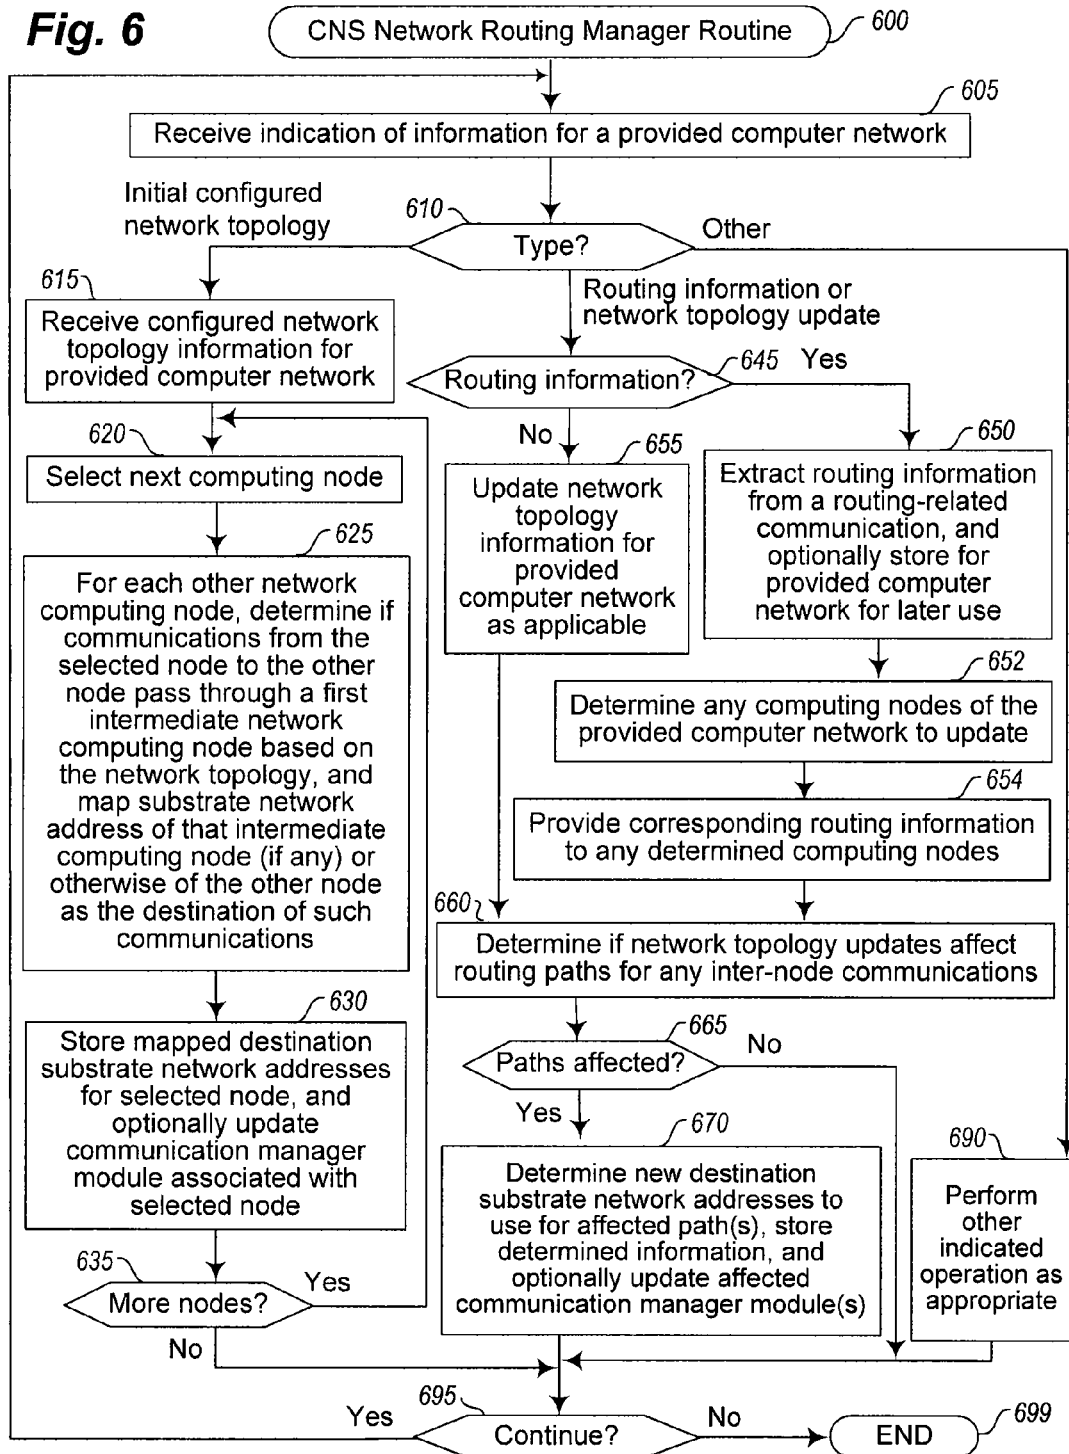 Fig. 6
CNS Network Routing Manager Routine
600
605
Receive indication of information for a provided computer network
Initial configured
network topology
610
Type?
Other
615
Receive configured network
topology information for
provided computer network
Routing information or
network topology update
Routing information?
645
Yes
620
Select next computing node
No
655
Update network
topology
information for
provided
computer network
as applicable
650
Extract routing information
from a routing-related
communication, and
optionally store for
provided computer
network for later use
625
For each other network
computing node, determine if
communications from the
selected node to the other
node pass through a first
intermediate network
computing node based on
the network topology, and
map substrate network
address of that intermediate
computing node (if any) or
otherwise of the other node
as the destination of such
communications
652
Determine any computing nodes of the
provided computer network to update
654
Provide corresponding routing information
to any determined computing nodes
660
Determine if network topology updates affect
routing paths for any inter-node communications
630
Store mapped destination
substrate network addresses
for selected node, and
optionally update
communication manager
module associated with
selected node
665
Paths affected?
No
Yes
670
Determine new destination
substrate network addresses to
use for affected path(s), store
determined information, and
optionally update affected
communication manager module(s)
690
Perform
other
indicated
operation as
appropriate
635
More nodes?
Yes
No
695
Yes
Continue?
No
END
699